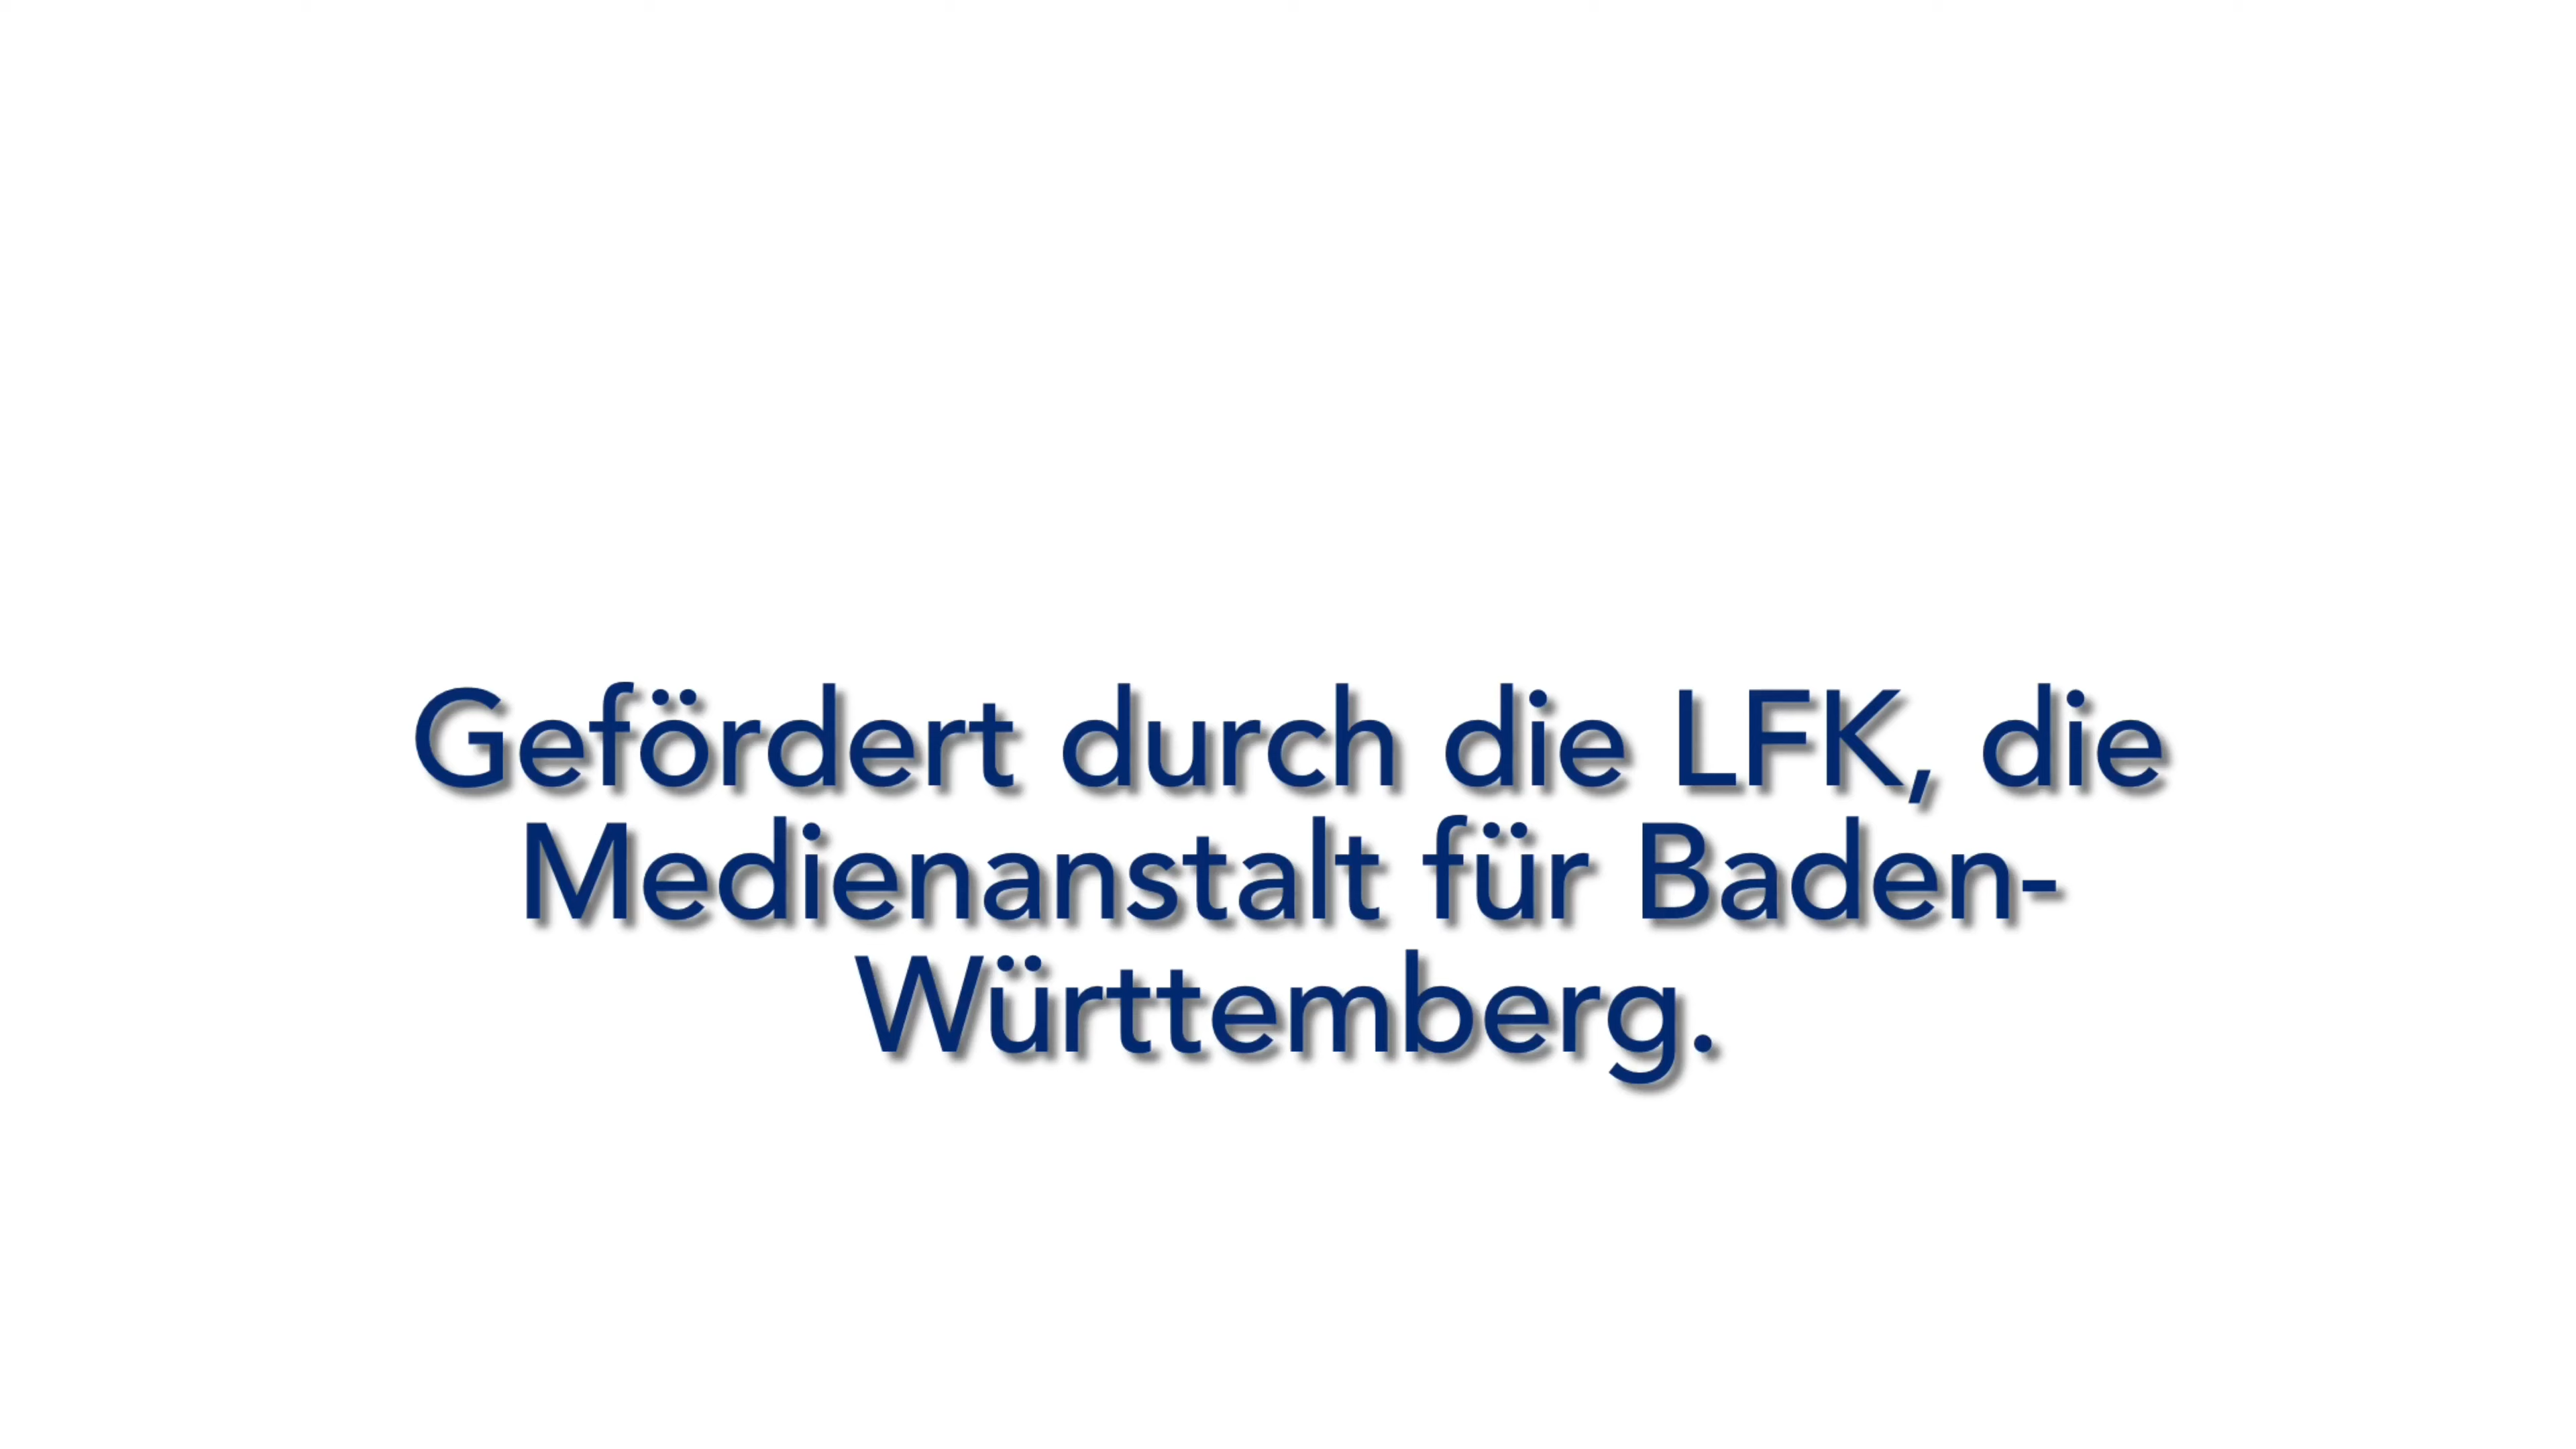 Gefördert durch die LFK, die
Medienanstalt für Baden-
Württemberg.